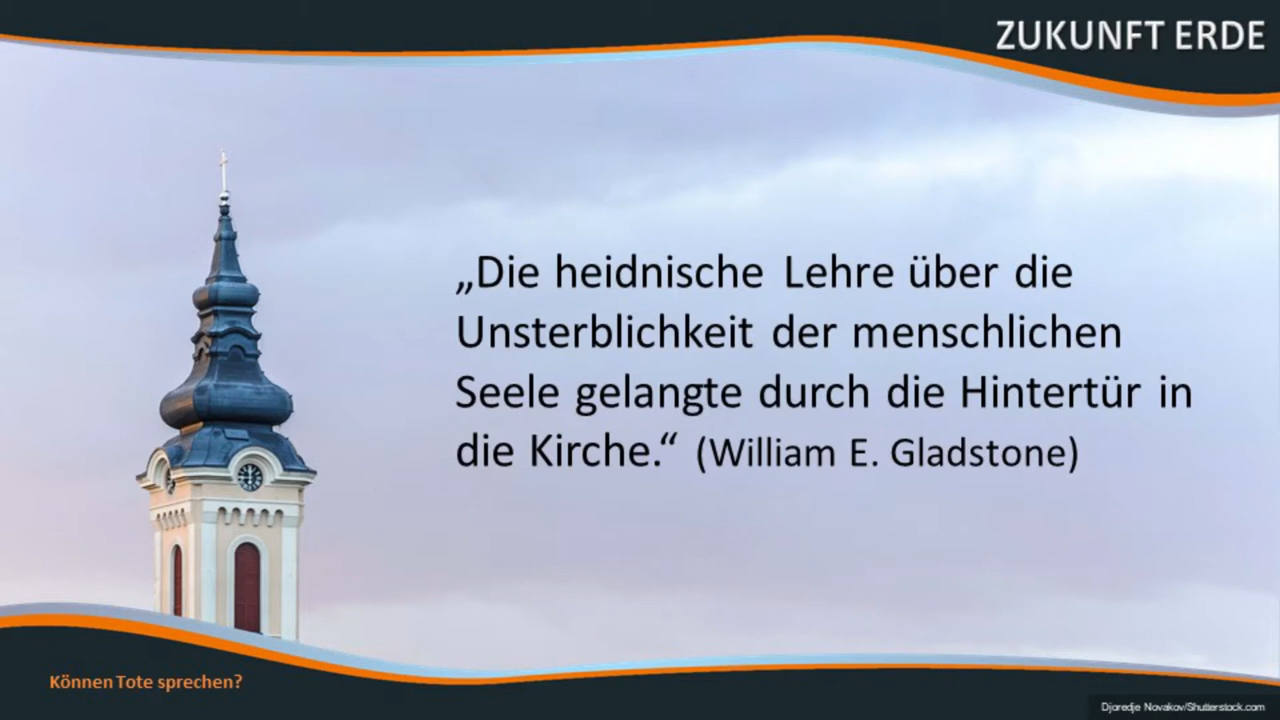 ZUKUNFT ERDE
„Die heidnische Lehre über die
Unsterblichkeit der menschlichen
Seele gelangte durch die Hintertür in
die Kirche.“ (William E. Gladstone)
Können Tote sprechen?
Djoredje Novakov/Shutterstock.com